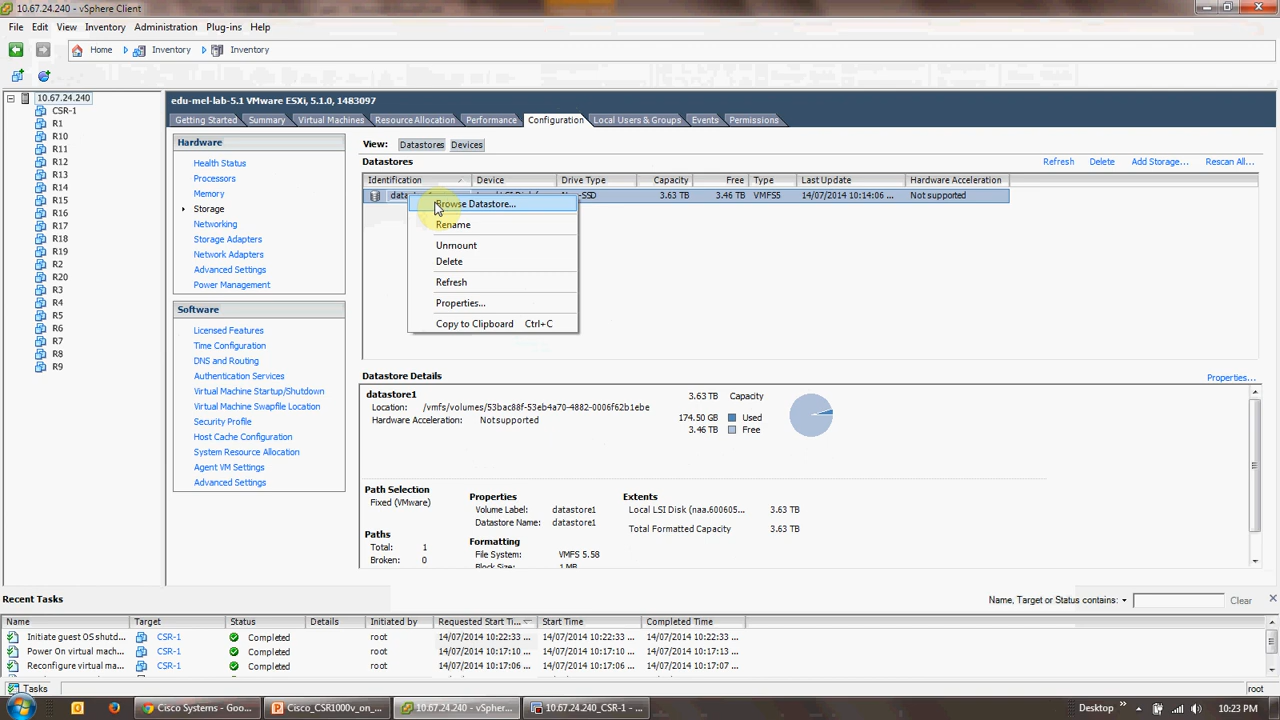 10.67.24.240 - vSphere Client
File Edit View Inventory Administration Plug-ins Help
Home Inventory Inventory
10.67.24.240
CSR-1
R1
R10
R11
R12
R13
R14
R15
R16
R17
R18
R19
R2
R20
R3
R4
R5
R6
R7
R8
R9
edu-mel-lab-5.1 VMware ESXi, 5.1.0, 1483097
Getting Started Summary Virtual Machines Resource Allocation Performance Configuration Local Users & Groups Events Permissions
Hardware
Health Status
Processors
Memory
Storage
Networking
Storage Adapters
Network Adapters
Advanced Settings
Power Management
Software
Licensed Features
Time Configuration
DNS and Routing
Authentication Services
Virtual Machine Startup/Shutdown
Virtual Machine Swapfile Location
Security Profile
Host Cache Configuration
System Resource Allocation
Agent VM Settings
Advanced Settings
View: Datastores Devices
Datastores Refresh Delete Add Storage... Rescan All...
Identification Device Drive Type Capacity Free Type Last Update Hardware Acceleration
3.63 TB 3.46 TB VMFS5 14/07/2014 10:14:06 ... Not supported
Browse Datastore...
Rename
Unmount
Delete
Refresh
Properties...
Copy to Clipboard Ctrl+C
Datastore Details Properties...
datastore1 3.63 TB Capacity
Location: /vmfs/volumes/53bac88f-53eb4a70-4882-0006f62b1ebe
Hardware Acceleration: Not supported
174.50 GB Used
3.46 TB Free
Path Selection
Fixed (VMware)
Paths
Total: 1
Broken: 0
Properties
Volume Label: datastore1
Datastore Name: datastore1
Formatting
File System: VMFS 5.58
Block Size: 1 MB
Extents
Local LSI Disk (naa.600605... 3.63 TB
Total Formatted Capacity 3.63 TB
Recent Tasks Name, Target or Status contains: Clear
Name Target Status Details Initiated by Requested Start Ti... Start Time Completed Time
Initiate guest OS shutd... CSR-1 Completed root 14/07/2014 10:22:33 ... 14/07/2014 10:22:33 ... 14/07/2014 10:22:33 ...
Power On virtual mach... CSR-1 Completed root 14/07/2014 10:17:10 ... 14/07/2014 10:17:10 ... 14/07/2014 10:17:13 ...
Reconfigure virtual ma... CSR-1 Completed root 14/07/2014 10:17:06 ... 14/07/2014 10:17:06 ... 14/07/2014 10:17:07 ...
Tasks root
Cisco Systems - Goo... Cisco_CSR1000v_on_... 10.67.24.240 - vSpher... 10.67.24.240_CSR-1 - ... Desktop 10:23 PM